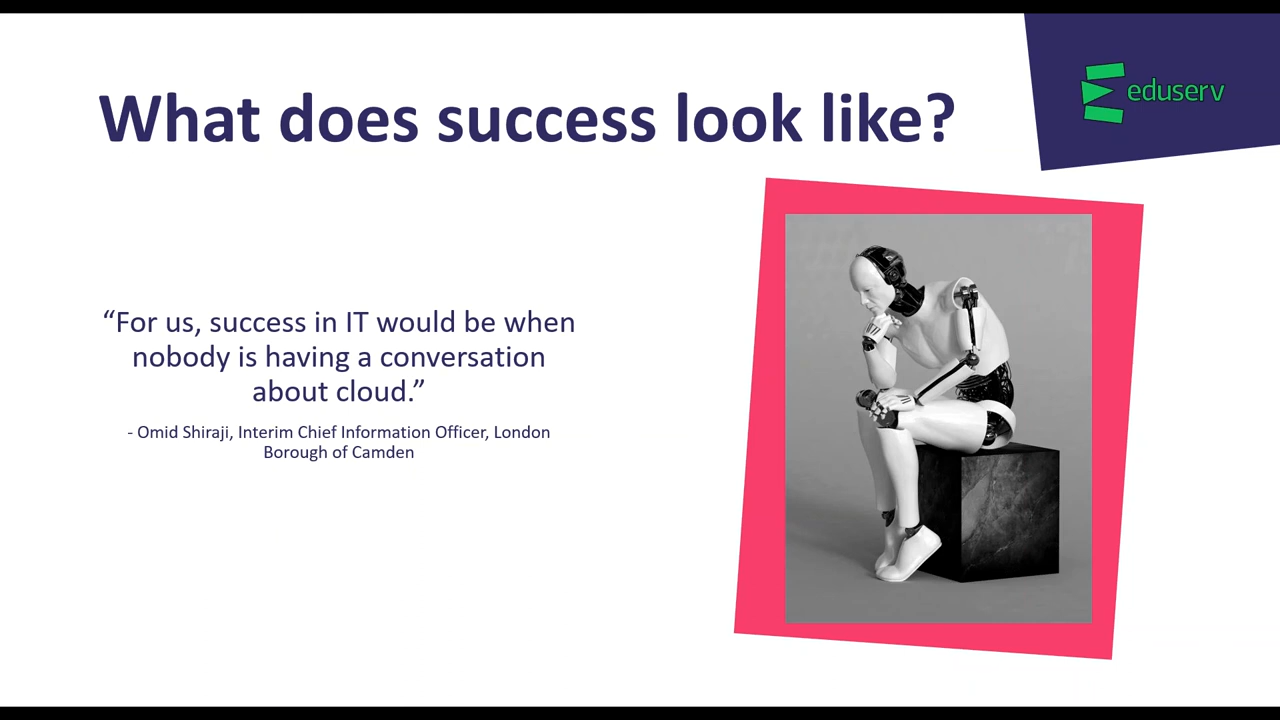 What does success look like?
eduserv
“For us, success in IT would be when
nobody is having a conversation
about cloud.”
- Omid Shiraji, Interim Chief Information Officer, London
Borough of Camden